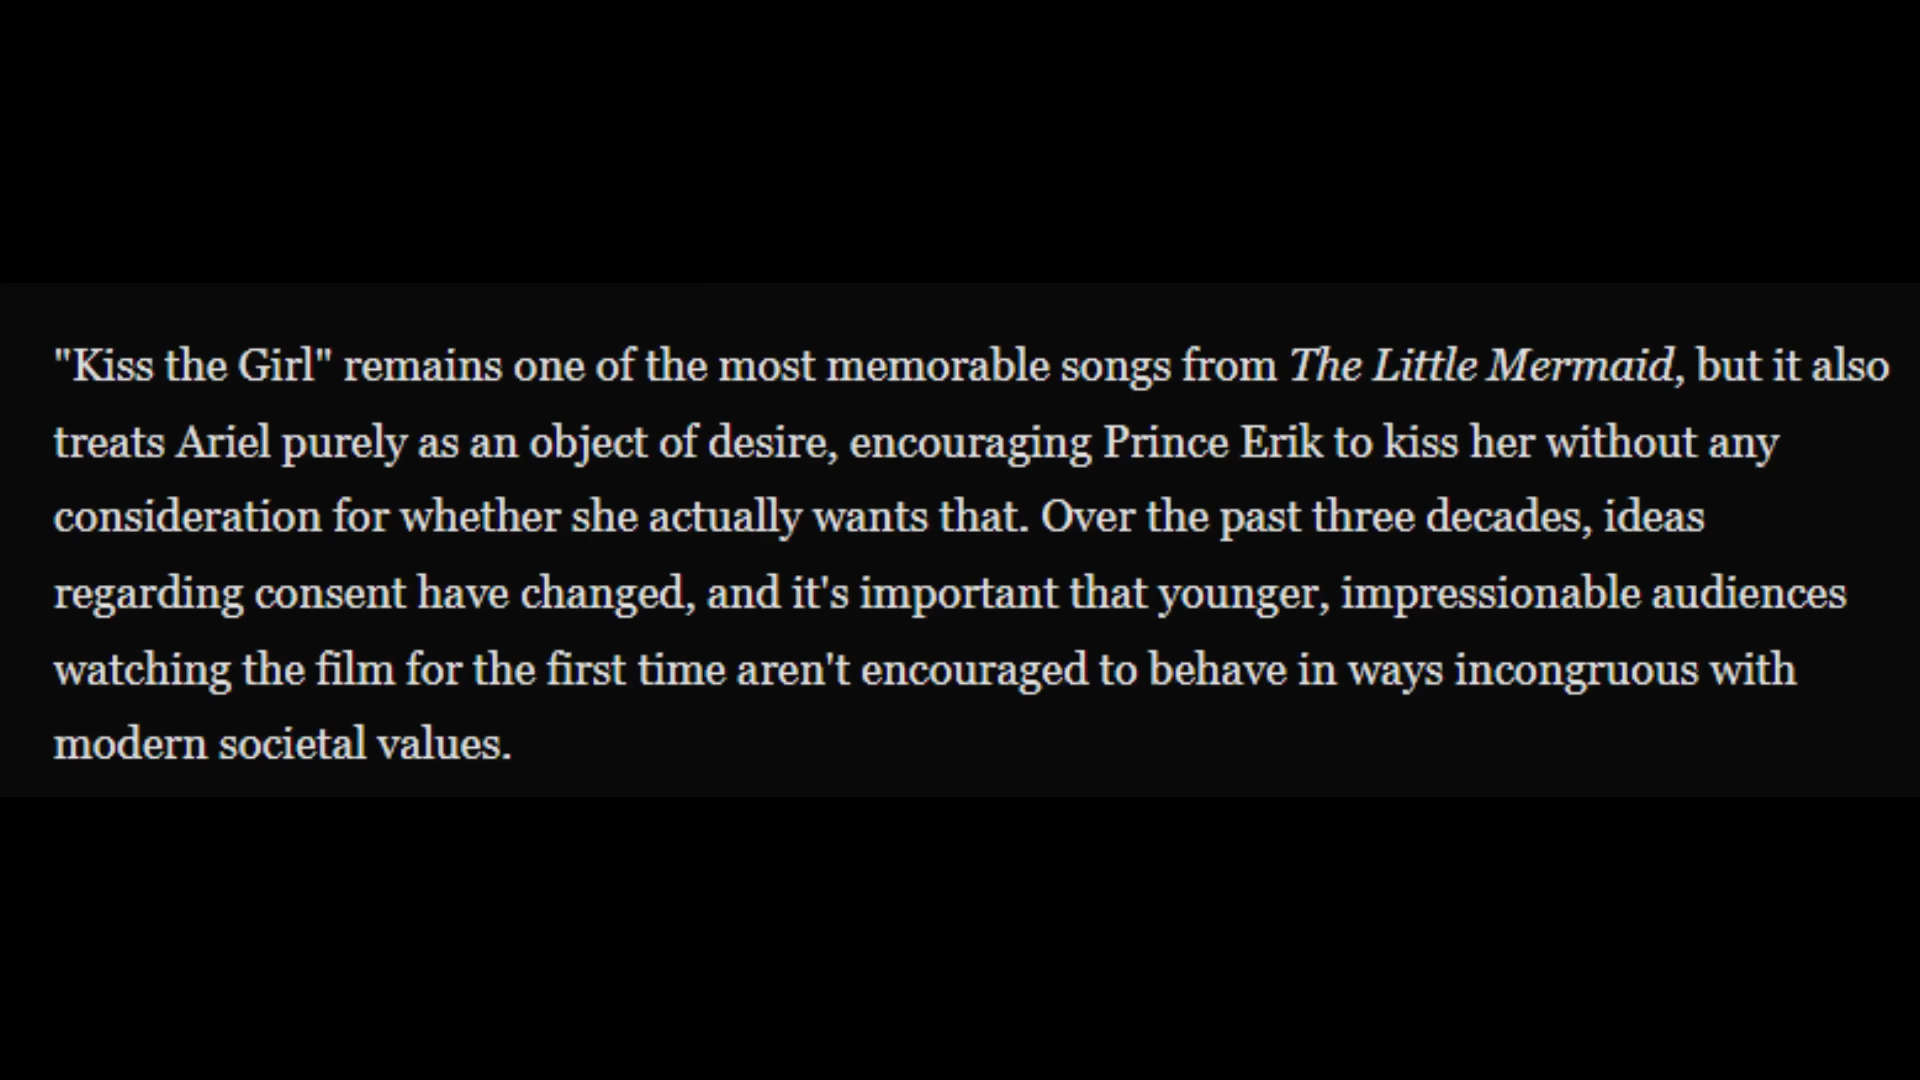 "Kiss the Girl" remains one of the most memorable songs from The Little Mermaid, but it also
treats Ariel purely as an object of desire, encouraging Prince Erik to kiss her without any
consideration for whether she actually wants that. Over the past three decades, ideas
regarding consent have changed, and it's important that younger, impressionable audiences
watching the film for the first time aren't encouraged to behave in ways incongruous with
modern societal values.